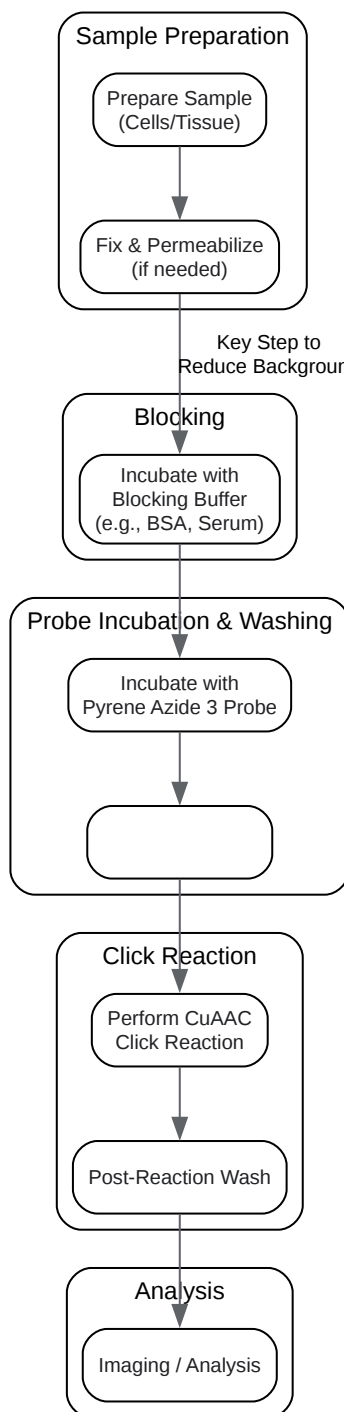 Sample Preparation
Prepare Sample
(Cells/Tissue)
Fix & Permeabilize
(if needed)
Key Step to
Reduce Backgroun
Blocking
Incubate with
Blocking Buffer
(e.g., BSA, Serum)
Probe Incubation & Washing
Incubate with
Pyrene Azide 3 Probe
Click Reaction
Perform CuAAC
Click Reaction
Post-Reaction Wash
Analysis
Imaging / Analysis